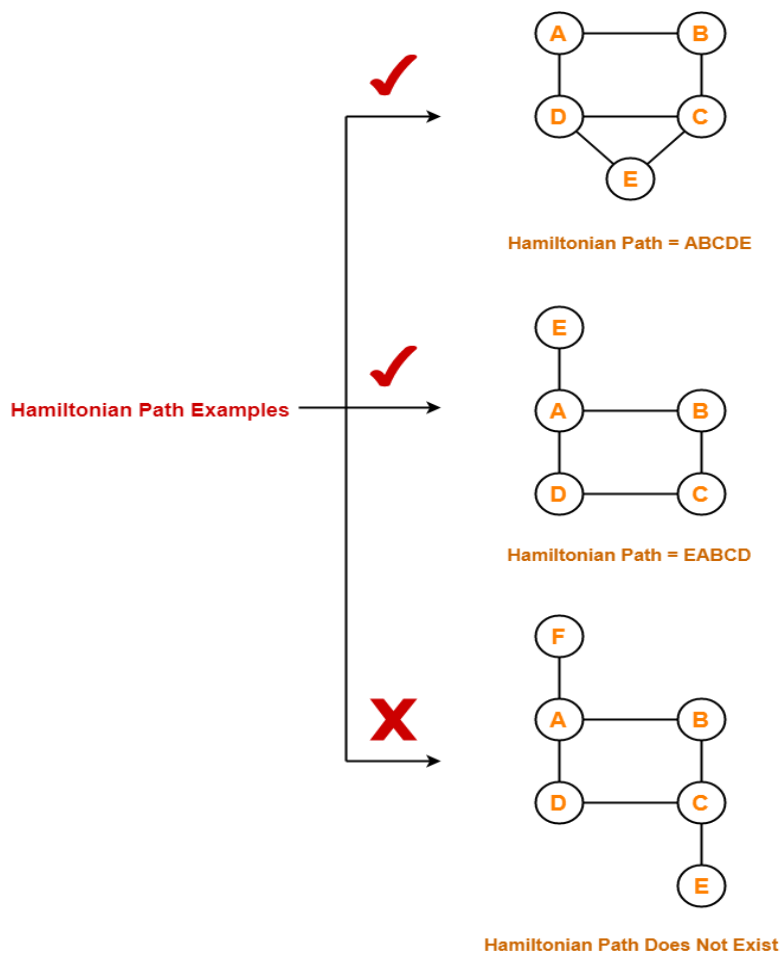 A B
D C
E
Hamiltonian Path = ABCDE
E
Hamiltonian Path Examples
A B
D C
Hamiltonian Path = EABCD
F
A B
D C
E
Hamiltonian Path Does Not Exist